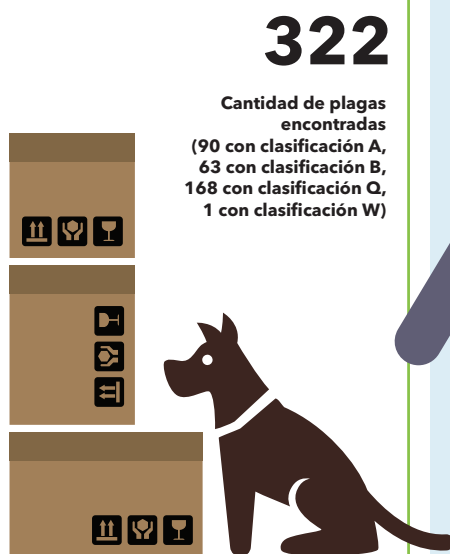 322
Cantidad de plagas
encontradas
(90 con clasificación A,
63 con clasificación B,
168 con clasificación Q,
1 con clasificación W)